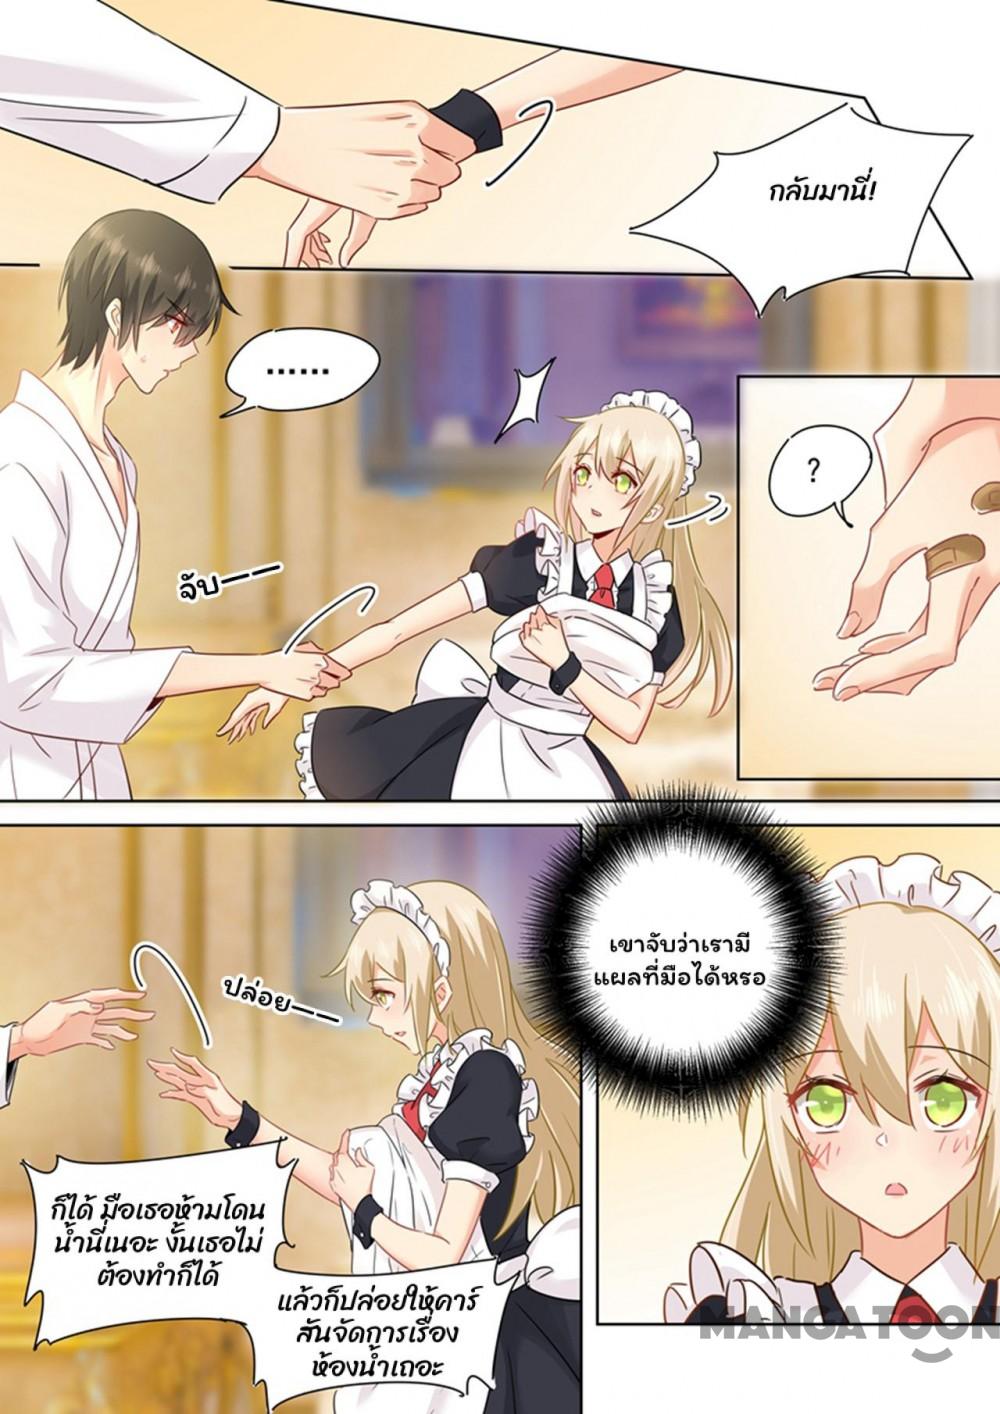 กลับมานี่!
......
?
จับ——
เขาจับว่าเรามี
แผลที่มือได้หรอ
ปล่อย——
ก็ได้ มือเธอห้ามโดน
น้ำนี่เนอะ งั้นเธอไม่
ต้องทำก็ได้
แล้วก็ปล่อยให้คาร์
สันจัดการเรื่อง
ห้องน้ำเถอะ
MANGATOON